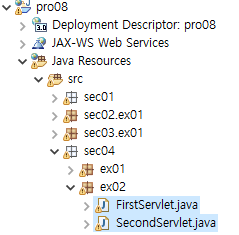 pro08
Deployment Descriptor: pro08
JAX-WS Web Services
Java Resources
src
sec01
sec02.ex01
sec03.ex01
sec04
ex01
ex02
FirstServlet.java
SecondServlet.java